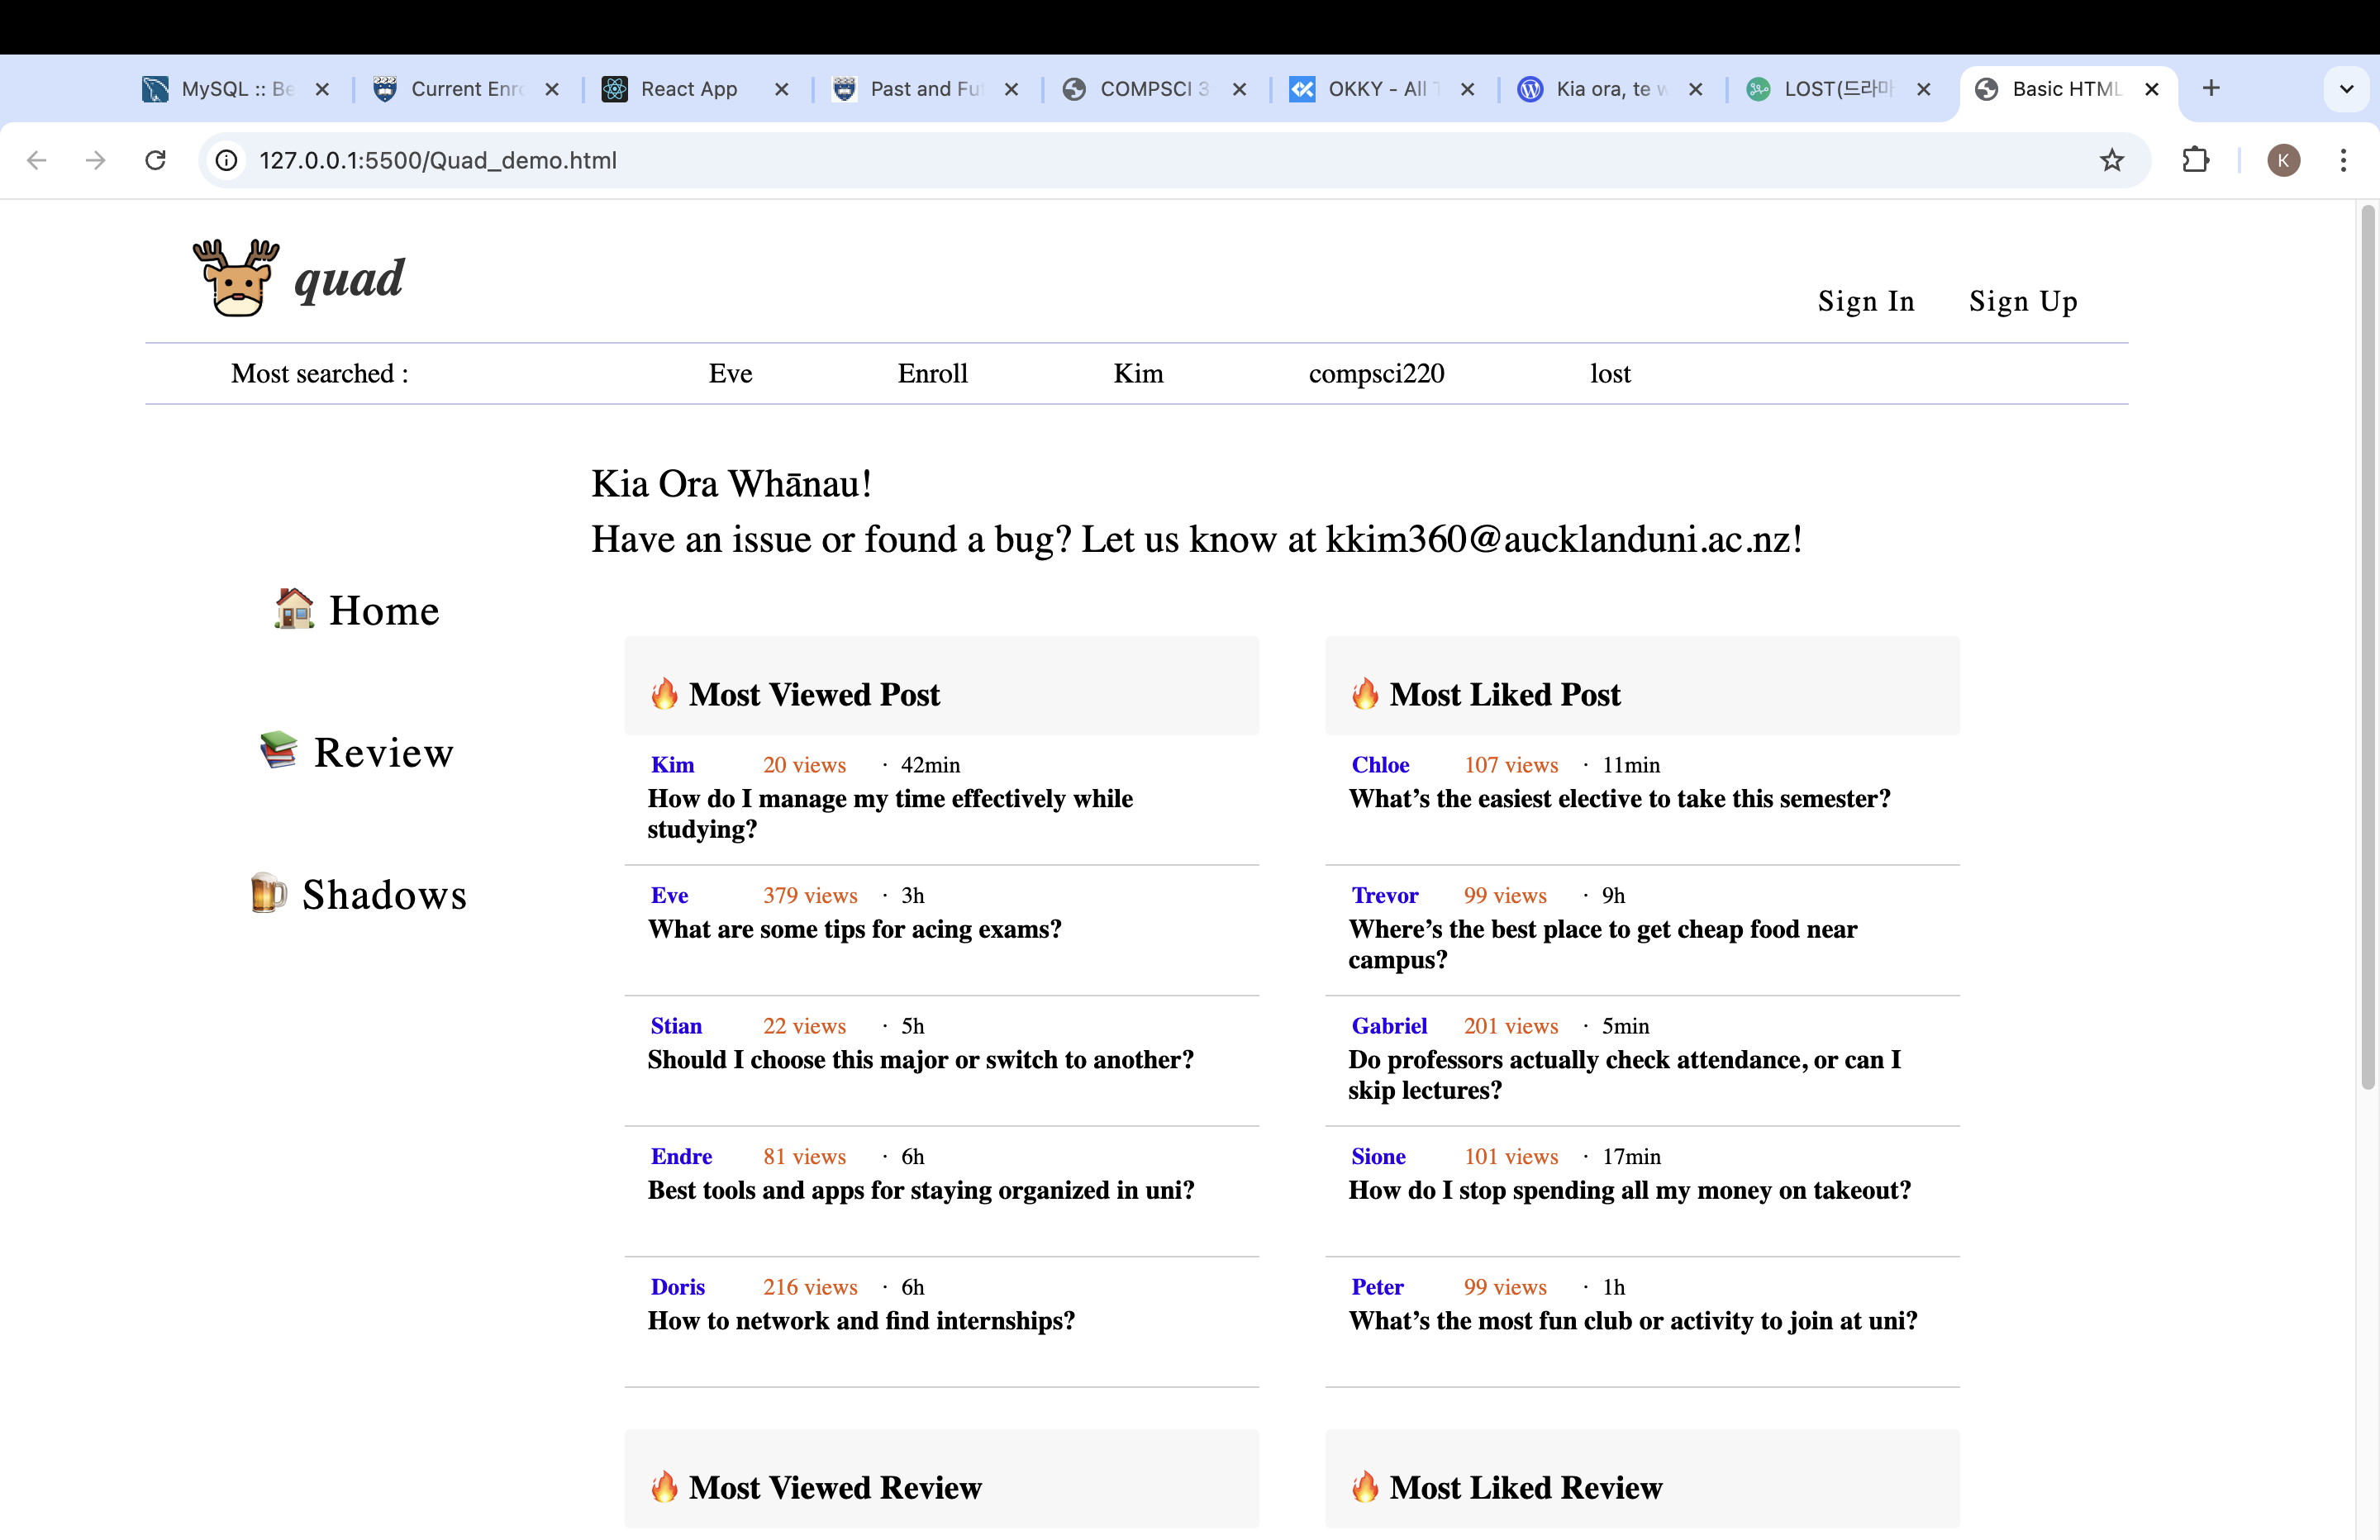 MySQL :: Be
Current Enro
React App
Past and Fu
COMPSCI 3
OKKY - All T
Kia ora, te w
LOST(드라마
Basic HTML
127.0.0.1:5500/Quad_demo.html
K
quad
Sign In
Sign Up
Most searched :
Eve
Enroll
Kim
compsci220
lost
Kia Ora Whānau!
Have an issue or found a bug? Let us know at kkim360@aucklanduni.ac.nz!
🏠 Home
📚 Review
🍺 Shadows
🔥 Most Viewed Post
Kim 20 views · 42min
How do I manage my time effectively while
studying?
Eve 379 views · 3h
What are some tips for acing exams?
Stian 22 views · 5h
Should I choose this major or switch to another?
Endre 81 views · 6h
Best tools and apps for staying organized in uni?
Doris 216 views · 6h
How to network and find internships?
🔥 Most Liked Post
Chloe 107 views · 11min
What’s the easiest elective to take this semester?
Trevor 99 views · 9h
Where’s the best place to get cheap food near
campus?
Gabriel 201 views · 5min
Do professors actually check attendance, or can I
skip lectures?
Sione 101 views · 17min
How do I stop spending all my money on takeout?
Peter 99 views · 1h
What’s the most fun club or activity to join at uni?
🔥 Most Viewed Review
🔥 Most Liked Review